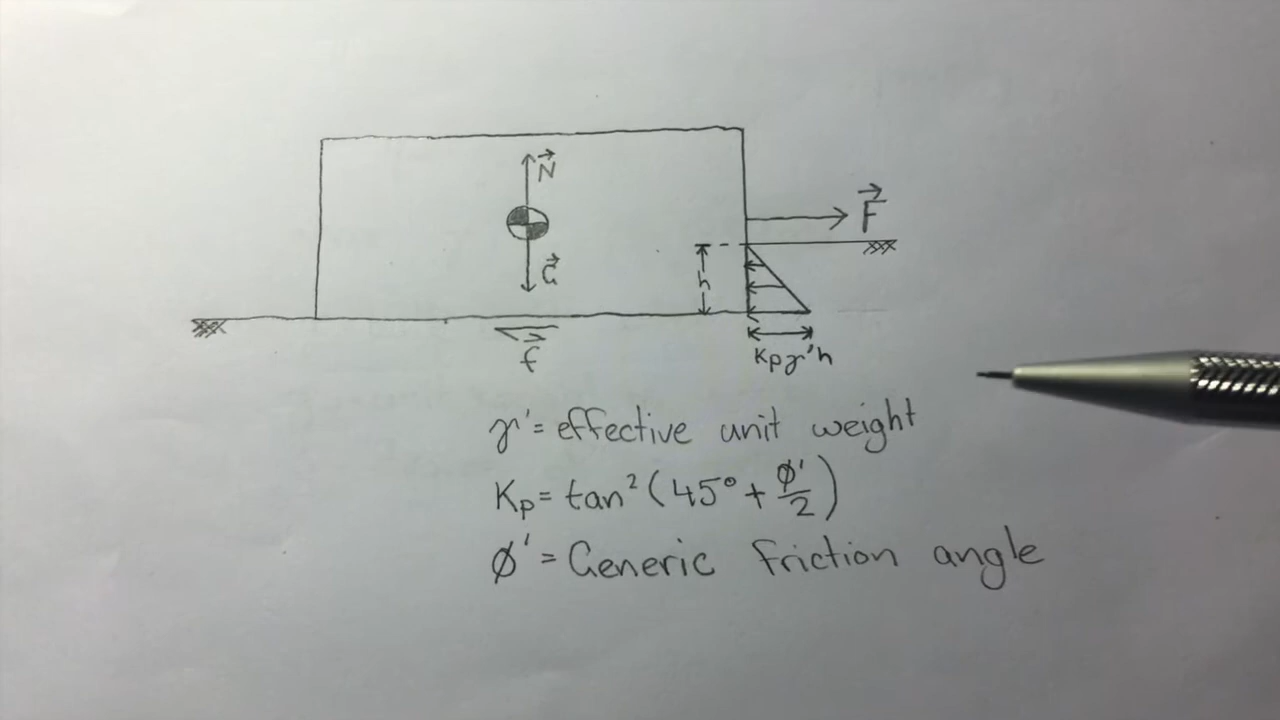 N
F
G
h
f
Kpγ'h
γ'= effective unit weight
Kp= tan²(45°+ ø'/2)
ø'= Generic friction angle